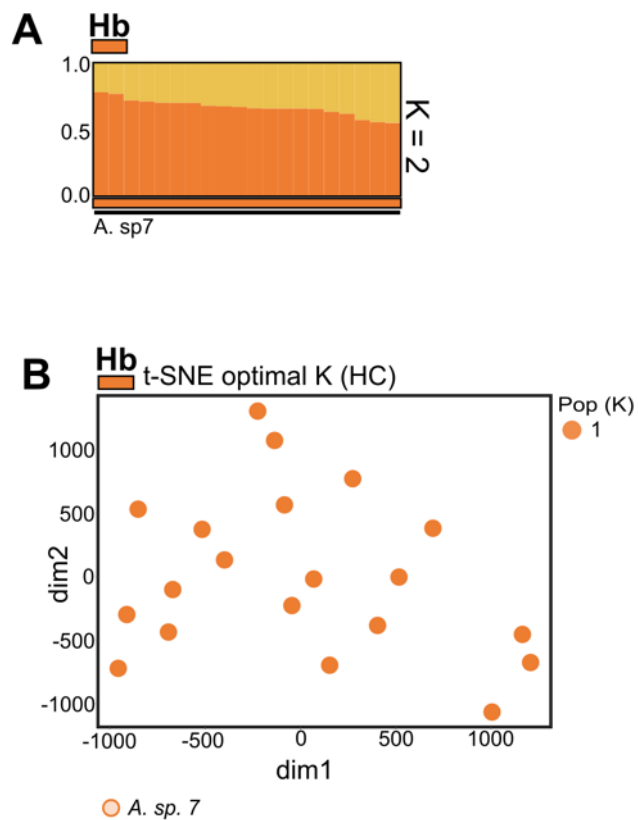 A
Hb
1.0
0.5
0.0
K = 2
A. sp7
B
Hb
t-SNE optimal K (HC)
Pop (K)
1
1000
500
0
-500
-1000
dim2
-1000 -500 0 500 1000
dim1
A. sp. 7